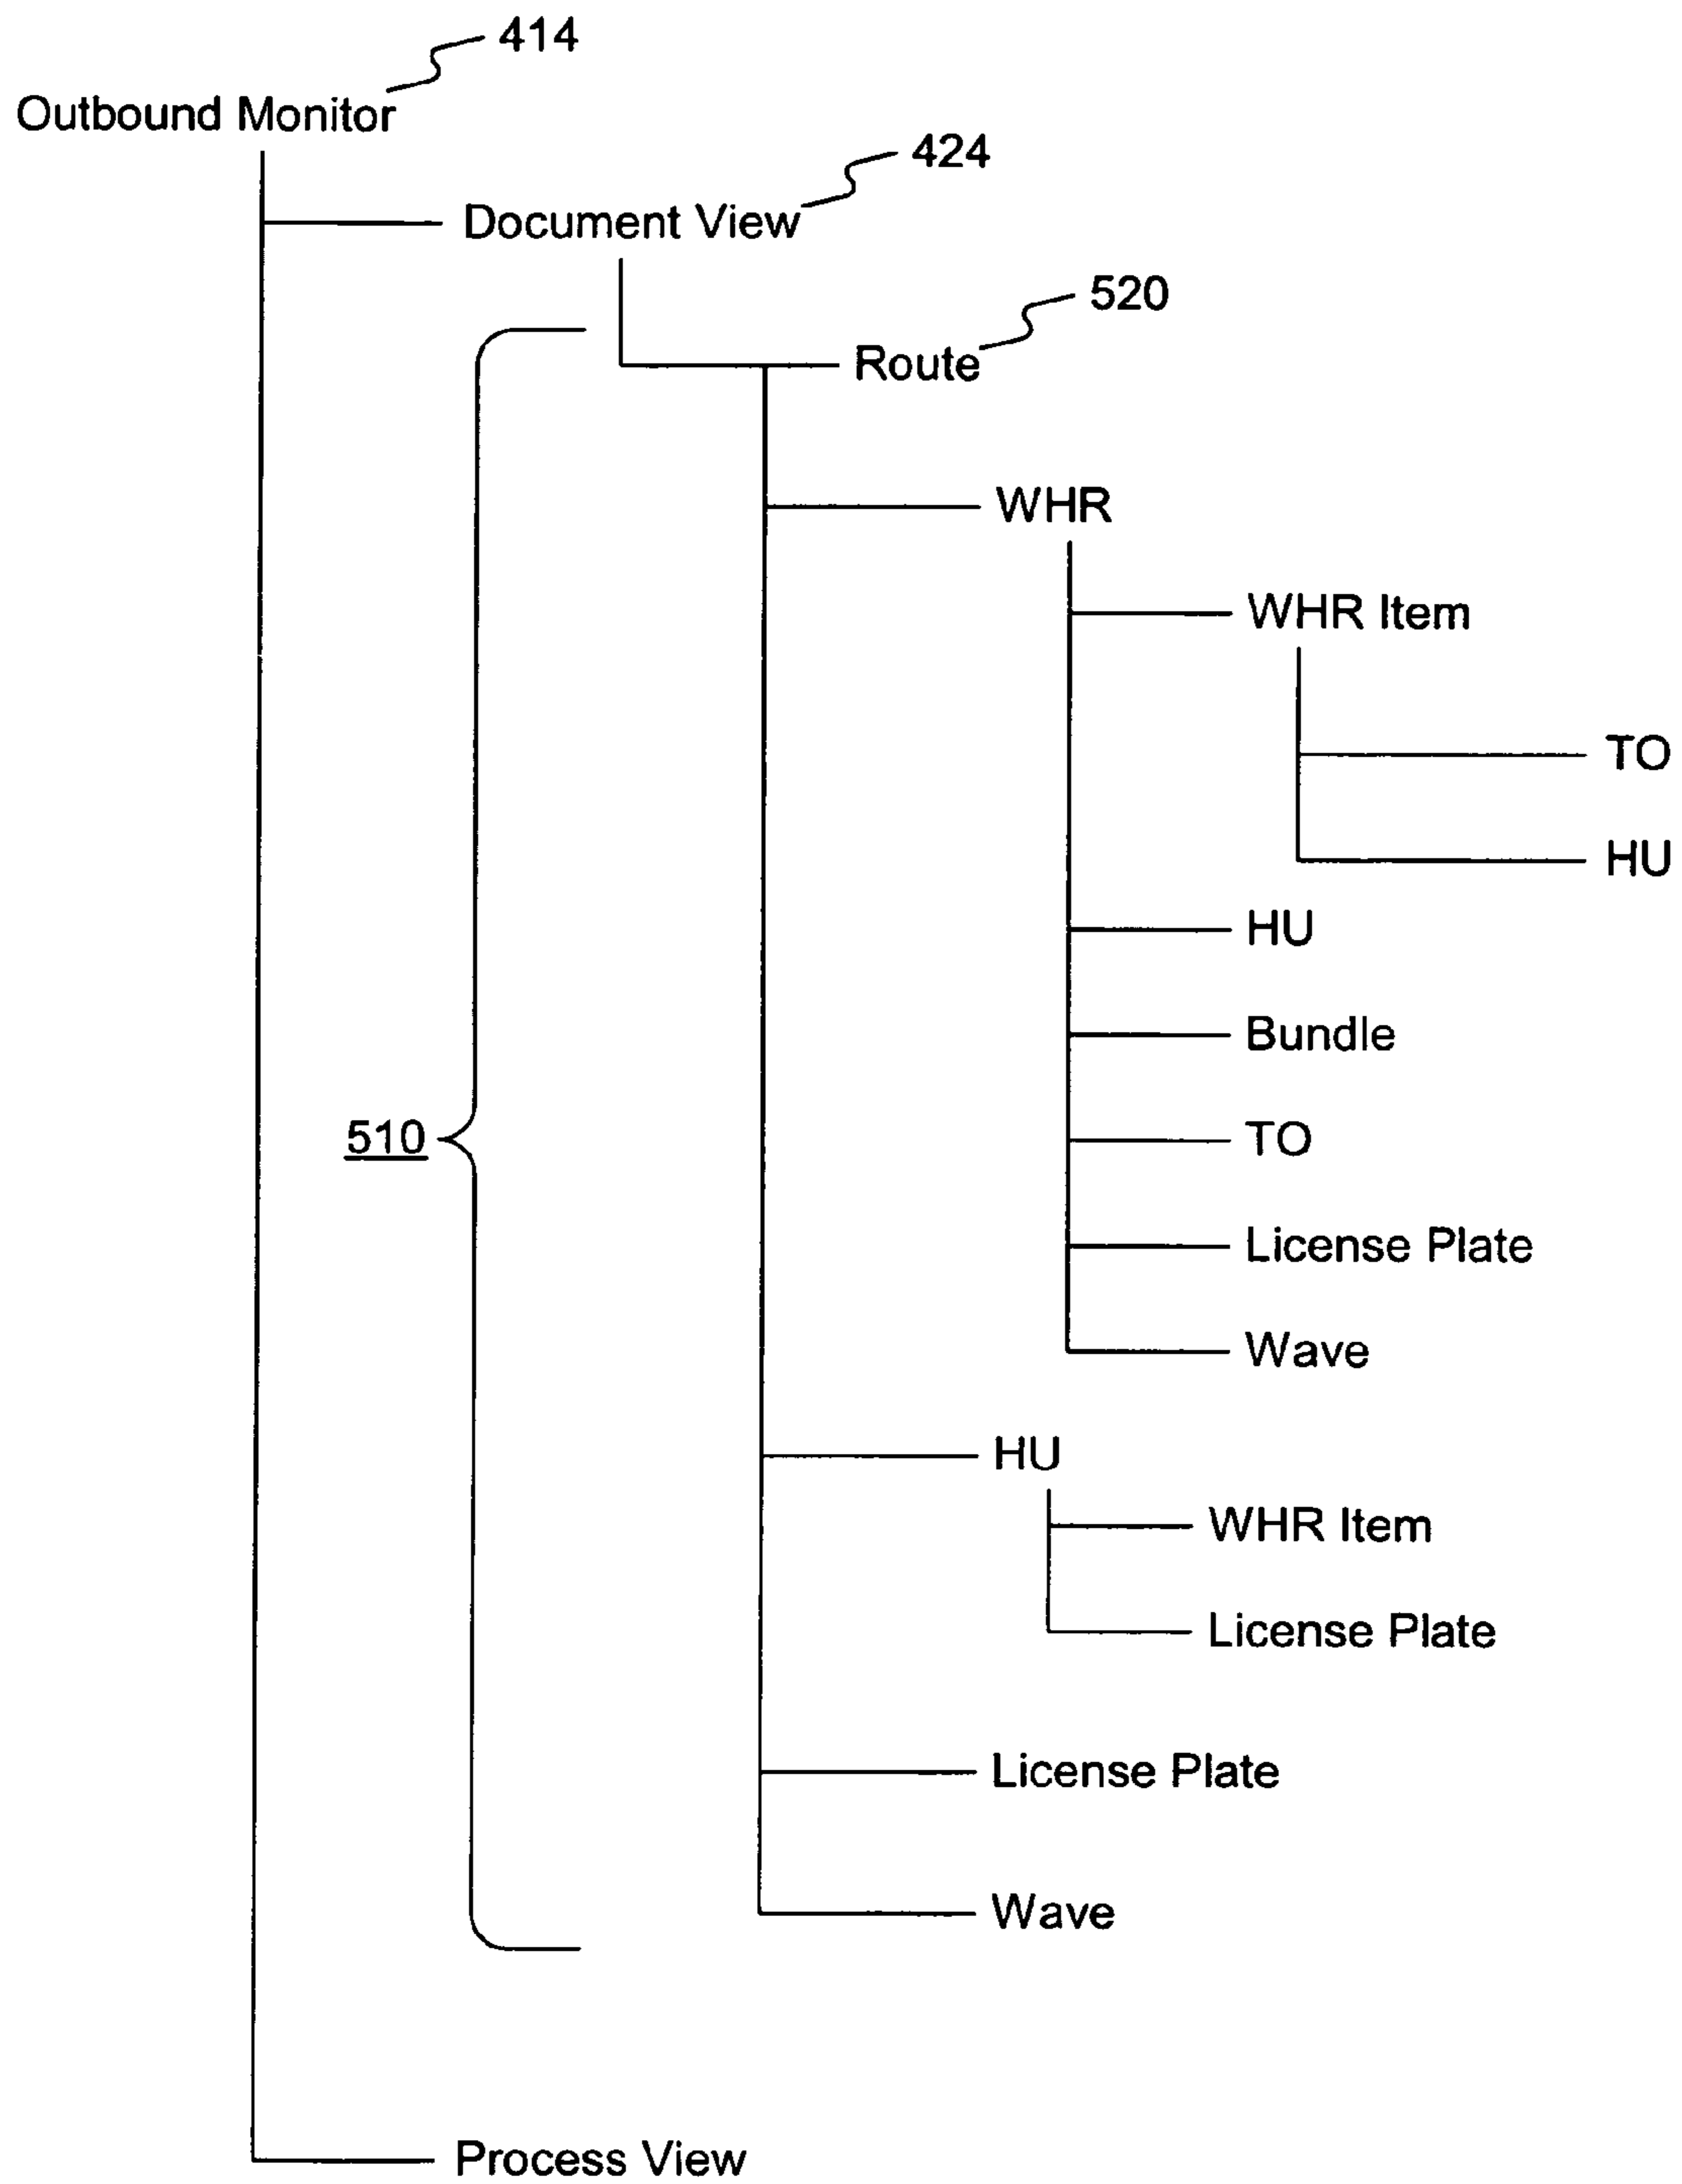 414
Outbound Monitor
424
Document View
520
Route
WHR
WHR Item
TO
HU
HU
Bundle
510
TO
License Plate
Wave
HU
WHR Item
License Plate
License Plate
Wave
Process View